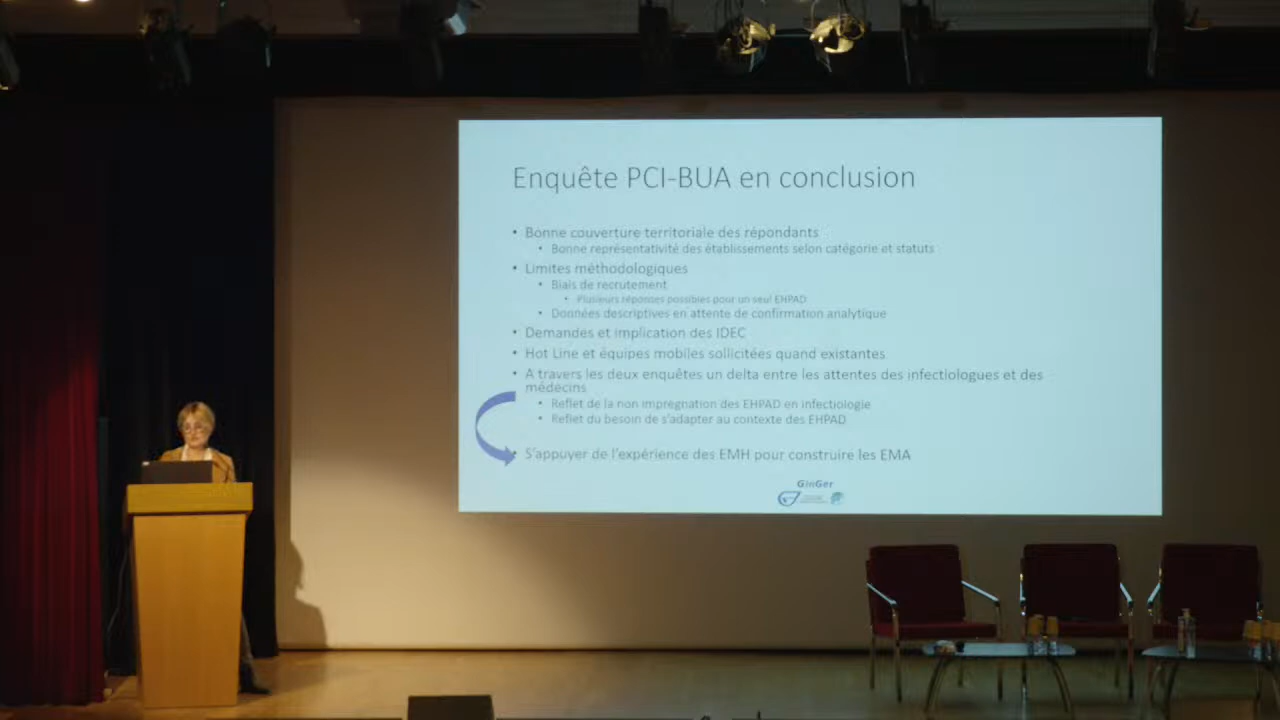 Enquête PCI-BUA en conclusion
• Bonne couverture territoriale des répondants
• Bonne représentativité des établissements selon catégorie et statuts
• Limites méthodologiques
• Biais de recrutement
• Plusieurs réponses possibles pour un seul EHPAD
• Données descriptives en attente de confirmation analytique
• Demandes et implication des IDEC
• Hot Line et équipes mobiles sollicitées quand existantes
• A travers les deux enquêtes un delta entre les attentes des infectiologues et des
médecins
• Reflet de la non imprégnation des EHPAD en infectiologie
• Reflet du besoin de s'adapter au contexte des EHPAD
• S'appuyer de l'expérience des EMH pour construire les EMA
GinGer